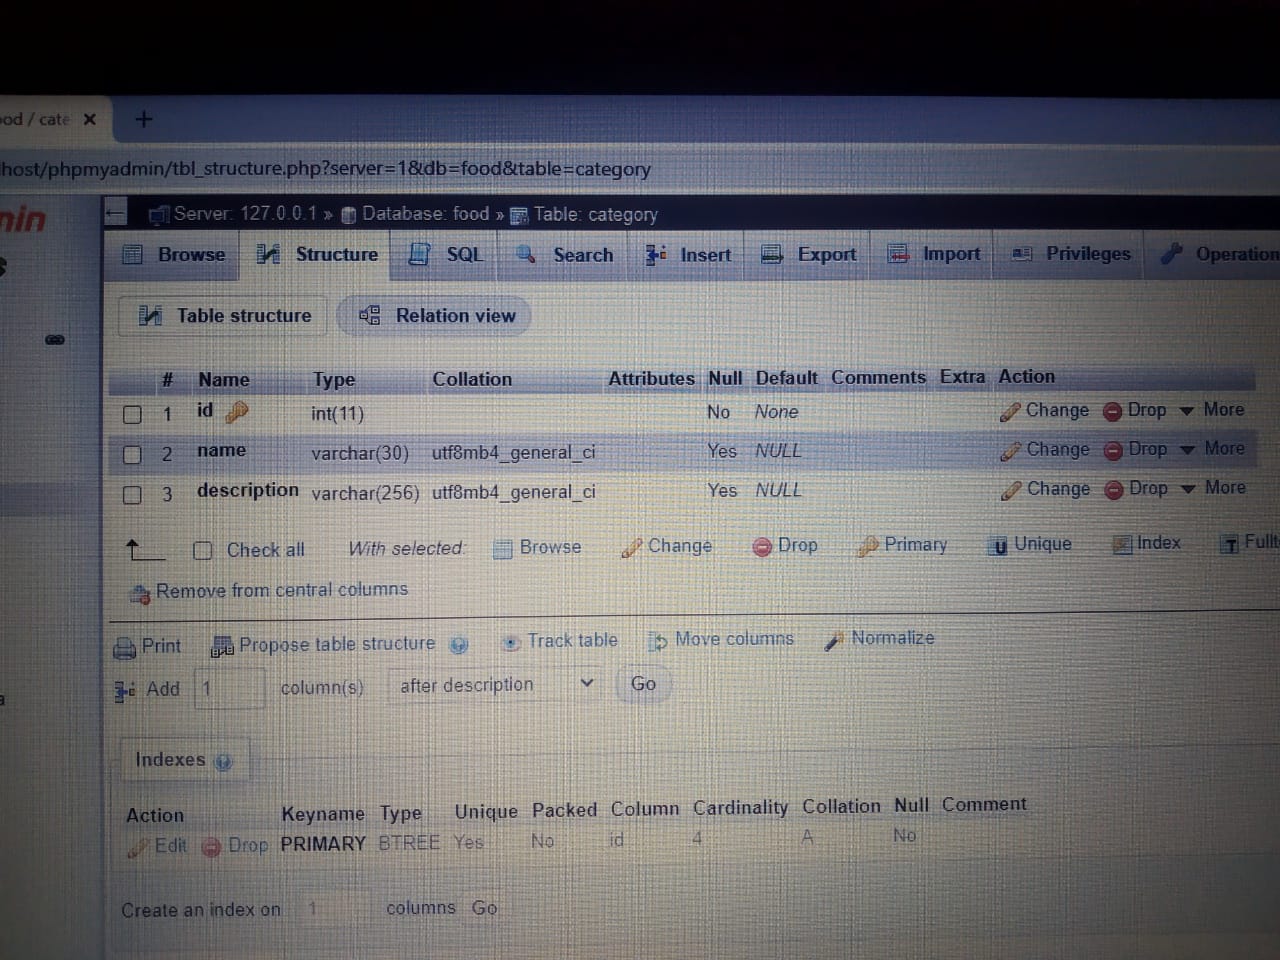 ood / cate × +
host/phpmyadmin/tbl_structure.php?server=1&db=food&table=category
min
Server: 127.0.0.1 » Database: food » Table: category
Browse Structure SQL Search Insert Export Import Privileges Operation
Table structure Relation view
# Name Type Collation Attributes Null Default Comments Extra Action
1 id int(11) No None Change Drop More
2 name varchar(30) utf8mb4_general_ci Yes NULL Change Drop More
3 description varchar(256) utf8mb4_general_ci Yes NULL Change Drop More
Check all With selected: Browse Change Drop Primary Unique Index Fullt
Remove from central columns
Print Propose table structure Track table Move columns Normalize
Add 1 column(s) after description Go
Indexes
Action Keyname Type Unique Packed Column Cardinality Collation Null Comment
Edit Drop PRIMARY BTREE Yes No id 4 A No
Create an index on 1 columns Go